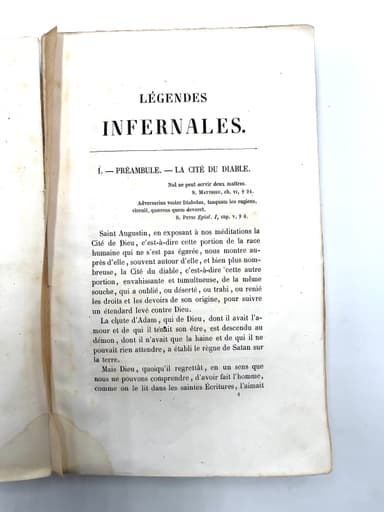 LÉGENDES
INFERNALES.
I. — PRÉAMBULE. — LA CITÉ DU DIABLE.
Nul ne peut servir deux maîtres.
S. MATTHIEU, ch. VI, ỳ 24.
Adversarius vester Diabolus, tanquam leo rugiens,
circuit, quærens quem devoret.
S. PETRI Epist. I, cap. V, ỳ 8.
Saint Augustin, en exposant à nos méditations la
Cité de Dieu, c'est-à-dire cette portion de la race
humaine qui ne s'est pas égarée, nous montre au-
près d'elle, souvent autour d'elle, et bien plus nom-
breuse, la Cité du diable, c'est-à-dire cette autre
portion, envahissante et tumultueuse, de la même
souche, qui a oublié, ou déserté, ou trahi, ou renié
les droits et les devoirs de son origine, pour suivre
un étendard levé contre Dieu.
La chute d'Adam, qui de Dieu, dont il avait l'a-
mour et de qui il tenait son être, est descendu au
démon, dont il n'avait que la haine et de qui il ne
pouvait rien attendre, a établi le règne de Satan sur
la terre.
Mais Dieu, quoiqu'il regrettât, en un sens que
nous ne pouvons comprendre, d'avoir fait l'homme,
comme on le lit dans les saintes Écritures, l'aimait